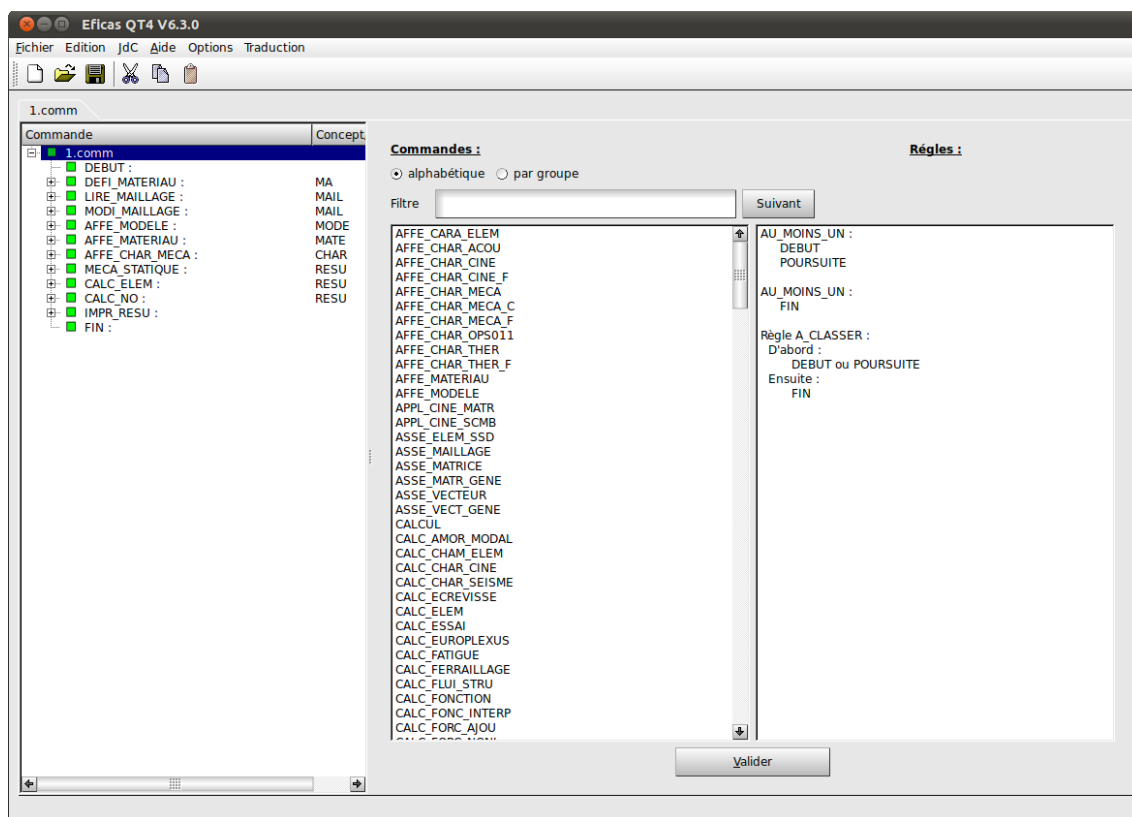 Eficas QT4 V6.3.0
Fichier Edition JdC Aide Options Traduction
1.comm
Commande Concept
1.comm
DEBUT :
DEFI_MATERIAU : MA
LIRE_MAILLAGE : MAIL
MODI_MAILLAGE : MAIL
AFFE_MODELE : MODE
AFFE_MATERIAU : MATE
AFFE_CHAR_MECA : CHAR
MECA_STATIQUE : RESU
CALC_ELEM : RESU
CALC_NO : RESU
IMPR_RESU :
FIN :
Commandes :
alphabétique par groupe
Filtre Suivant
AFFE_CARA_ELEM
AFFE_CHAR_ACOU
AFFE_CHAR_CINE
AFFE_CHAR_CINE_F
AFFE_CHAR_MECA
AFFE_CHAR_MECA_C
AFFE_CHAR_MECA_F
AFFE_CHAR_OPS011
AFFE_CHAR_THER
AFFE_CHAR_THER_F
AFFE_MATERIAU
AFFE_MODELE
APPL_CINE_MATR
APPL_CINE_SCMB
ASSE_ELEM_SSD
ASSE_MAILLAGE
ASSE_MATRICE
ASSE_MATR_GENE
ASSE_VECTEUR
ASSE_VECT_GENE
CALCUL
CALC_AMOR_MODAL
CALC_CHAM_ELEM
CALC_CHAR_CINE
CALC_CHAR_SEISME
CALC_ECREVISSE
CALC_ELEM
CALC_ESSAI
CALC_EUROPLEXUS
CALC_FATIGUE
CALC_FERRAILLAGE
CALC_FLUI_STRU
CALC_FONCTION
CALC_FONC_INTERP
CALC_FORC_AJOU
Régles :
AU_MOINS_UN :
DEBUT
POURSUITE
AU_MOINS_UN :
FIN
Règle A_CLASSER :
D'abord :
DEBUT ou POURSUITE
Ensuite :
FIN
Valider